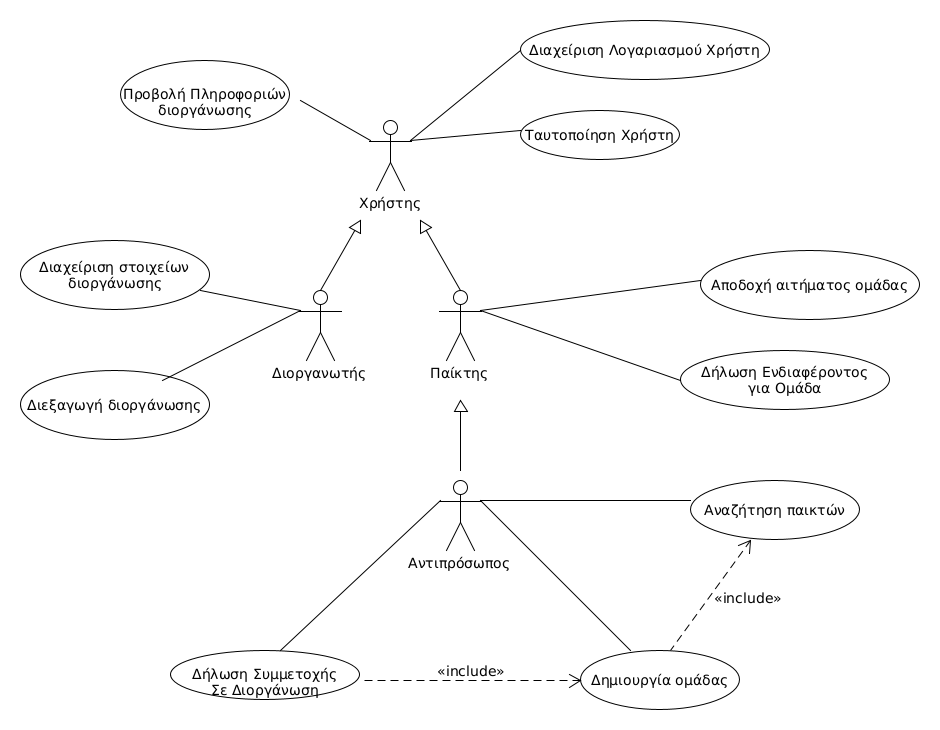 Διαχείριση Λογαριασμού Χρήστη
Προβολή Πληροφοριών
διοργάνωσης
Ταυτοποίηση Χρήστη
Χρήστης
Διαχείριση στοιχείων
διοργάνωσης
Αποδοχή αιτήματος ομάδας
Διοργανωτής
Παίκτης
Δήλωση Ενδιαφέροντος
για Ομάδα
Διεξαγωγή διοργάνωσης
Αναζήτηση παικτών
Αντιπρόσωπος
«include»
Δήλωση Συμμετοχής
Σε Διοργάνωση
«include»
Δημιουργία ομάδας